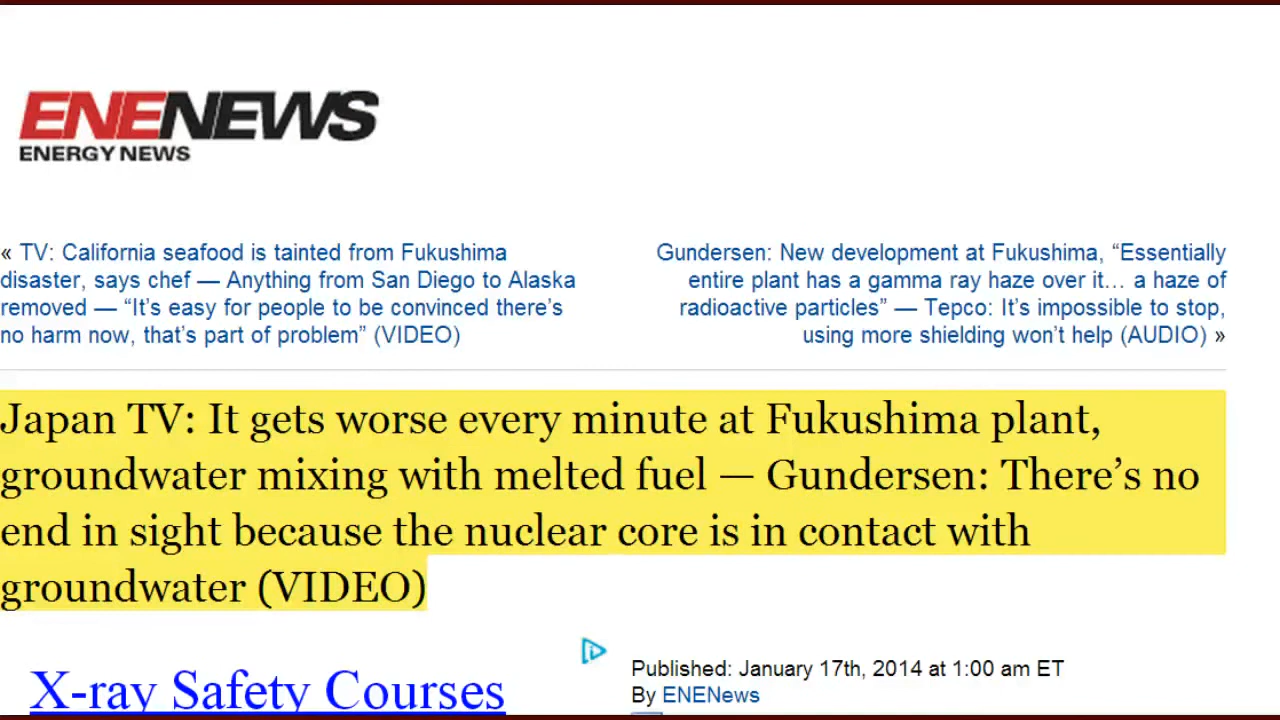 ENENEWS
ENERGY NEWS
« TV: California seafood is tainted from Fukushima
disaster, says chef — Anything from San Diego to Alaska
removed — “It’s easy for people to be convinced there’s
no harm now, that’s part of problem” (VIDEO)
Gundersen: New development at Fukushima, “Essentially
entire plant has a gamma ray haze over it… a haze of
radioactive particles” — Tepco: It’s impossible to stop,
using more shielding won’t help (AUDIO) »
Japan TV: It gets worse every minute at Fukushima plant,
groundwater mixing with melted fuel — Gundersen: There’s no
end in sight because the nuclear core is in contact with
groundwater (VIDEO)
X-ray Safety Courses
Published: January 17th, 2014 at 1:00 am ET
By ENENews